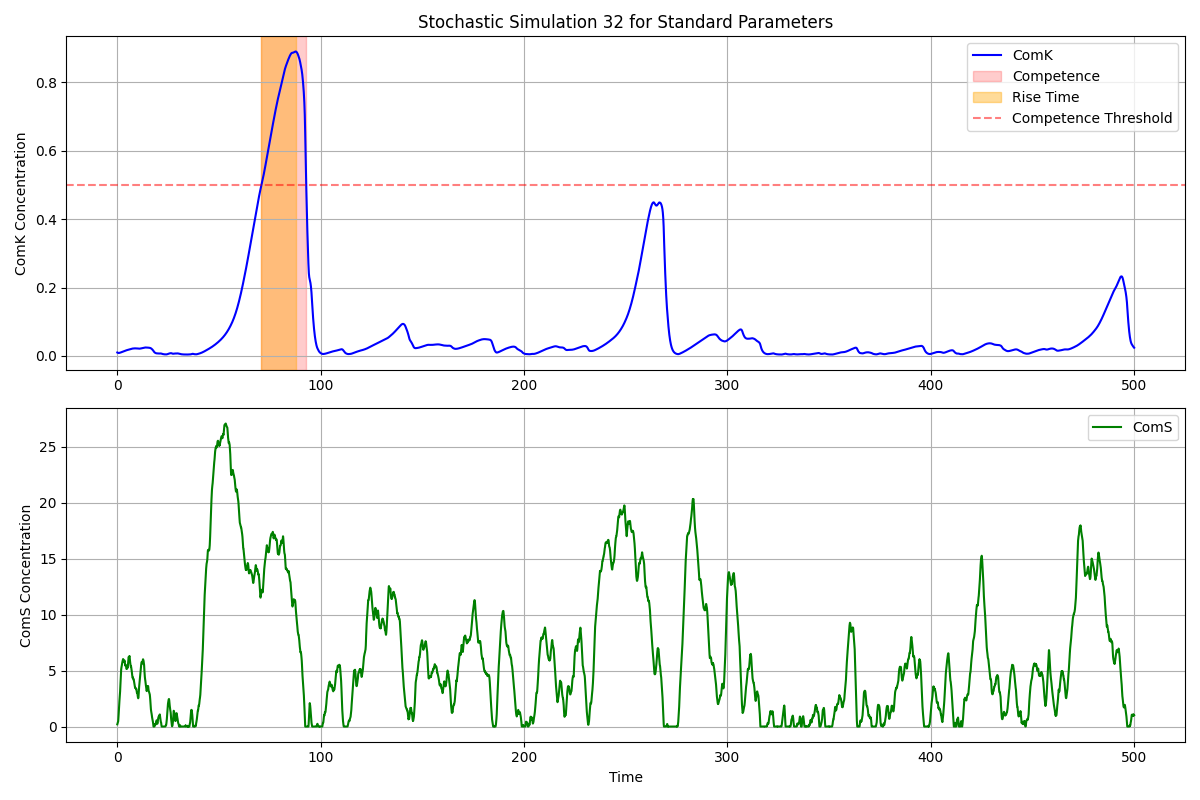 Stochastic Simulation 32 for Standard Parameters
ComK Concentration
0.8
0.6
0.4
0.2
0.0
ComK
Competence
Rise Time
Competence Threshold
0 100 200 300 400 500
ComS Concentration
25
20
15
10
5
0
ComS
0 100 200 300 400 500
Time